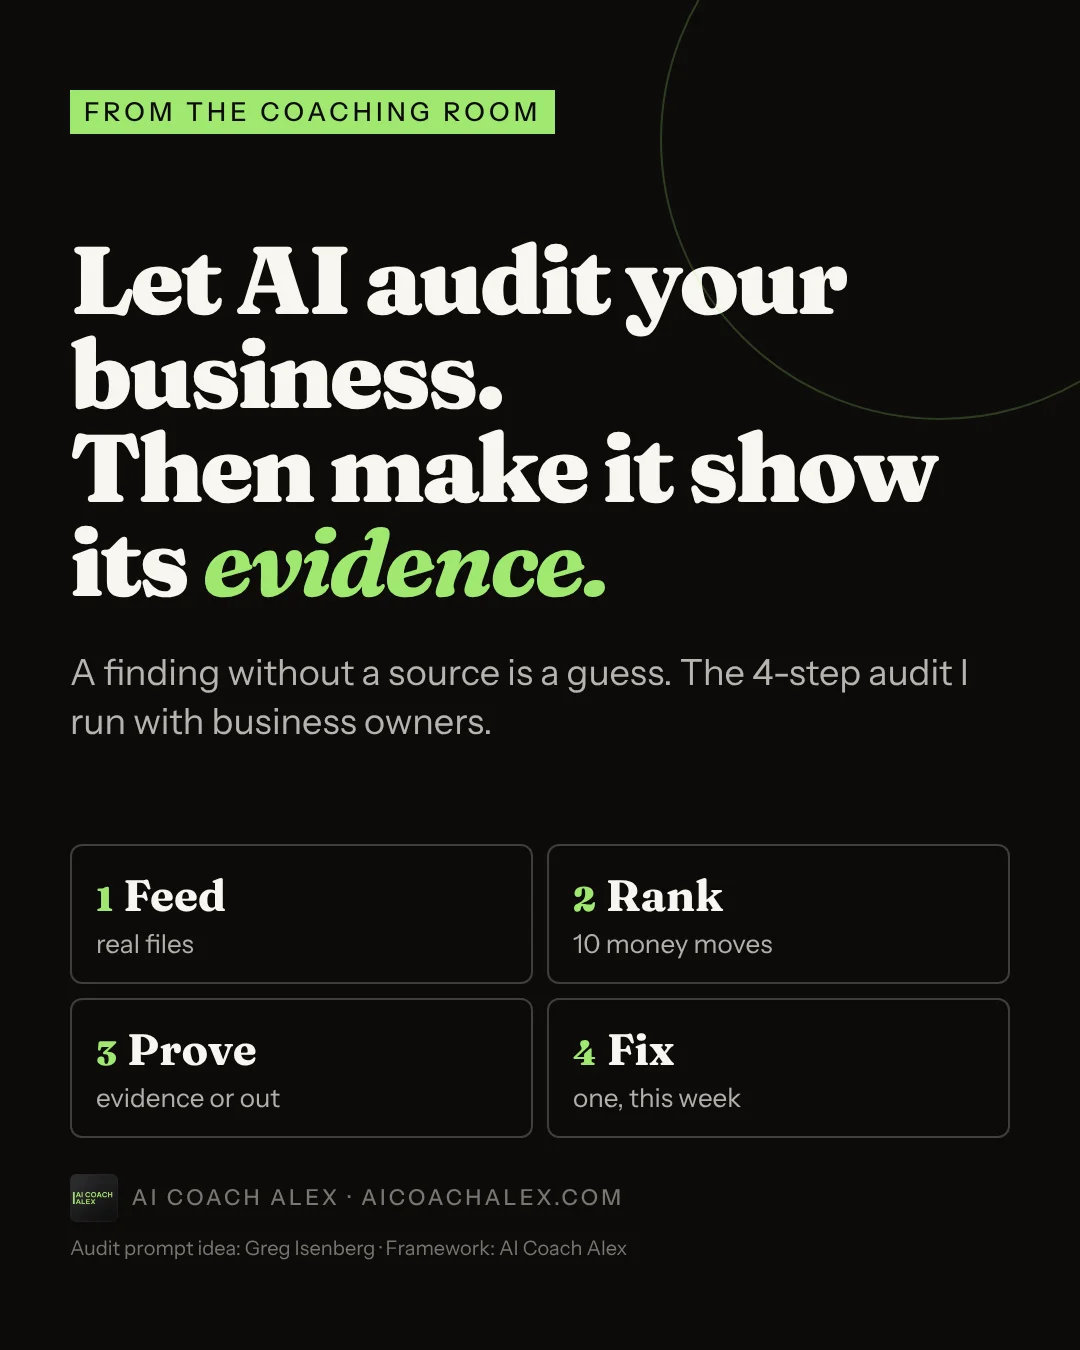 FROM THE COACHING ROOM
Let AI audit your
business.
Then make it show
its evidence.
A finding without a source is a guess. The 4-step audit I
run with business owners.
1 Feed
real files
2 Rank
10 money moves
3 Prove
evidence or out
4 Fix
one, this week
AI COACH
ALEX
AI COACH ALEX · AICOACHALEX.COM
Audit prompt idea: Greg Isenberg · Framework: AI Coach Alex